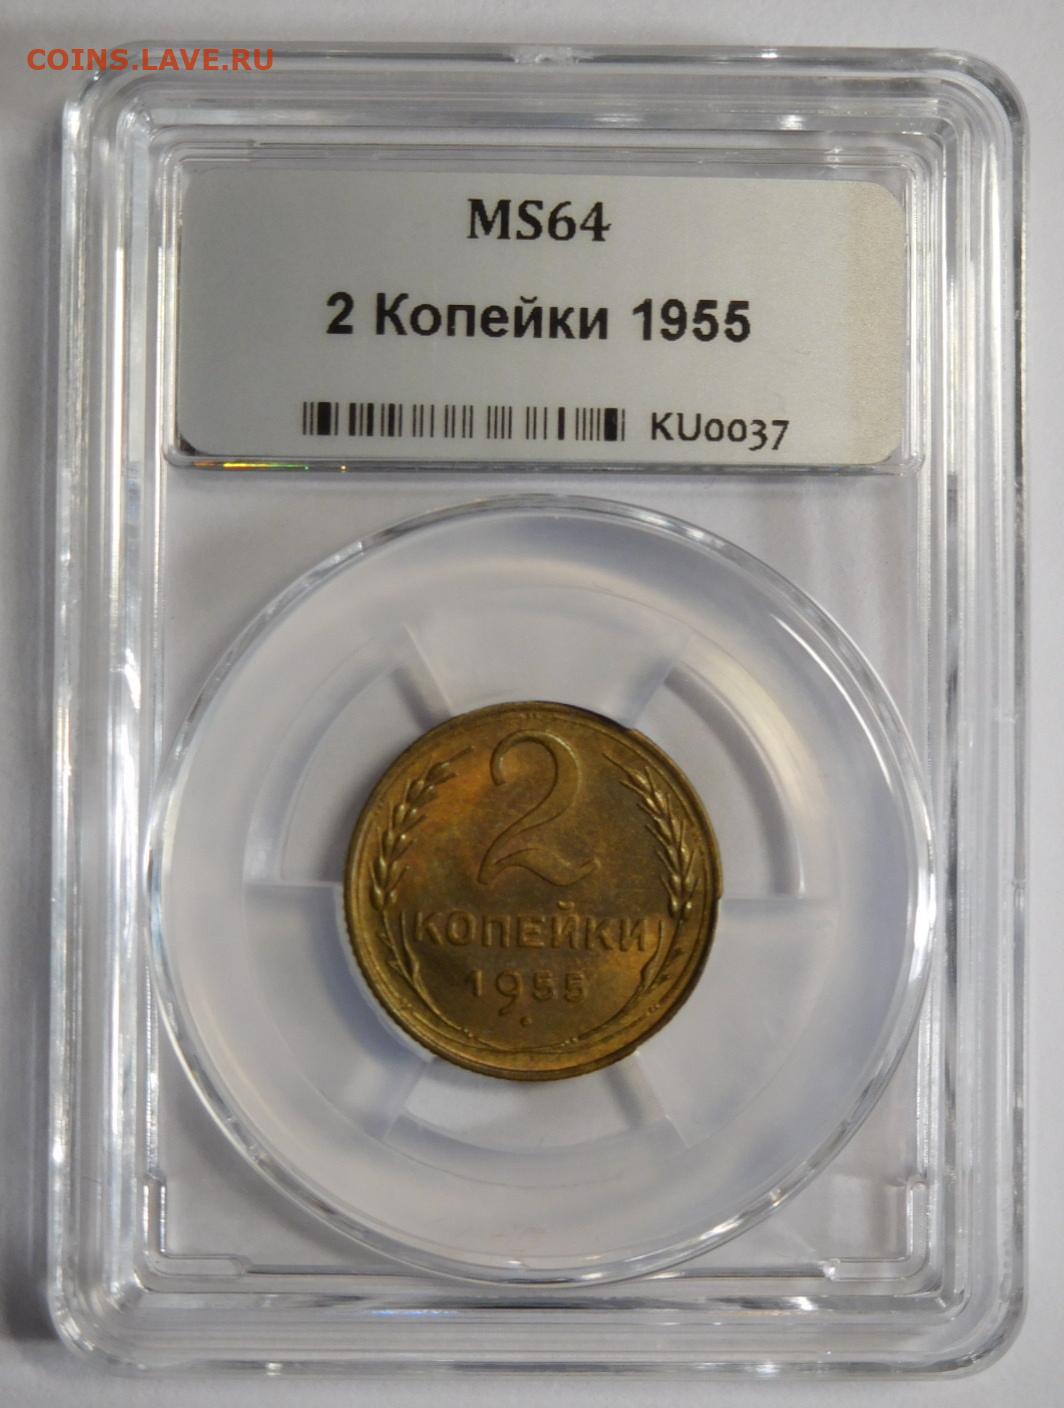 COINS.LAVE.RU
MS64
2 Копейки 1955
KU0037
2
КОПЕЙКИ
1955